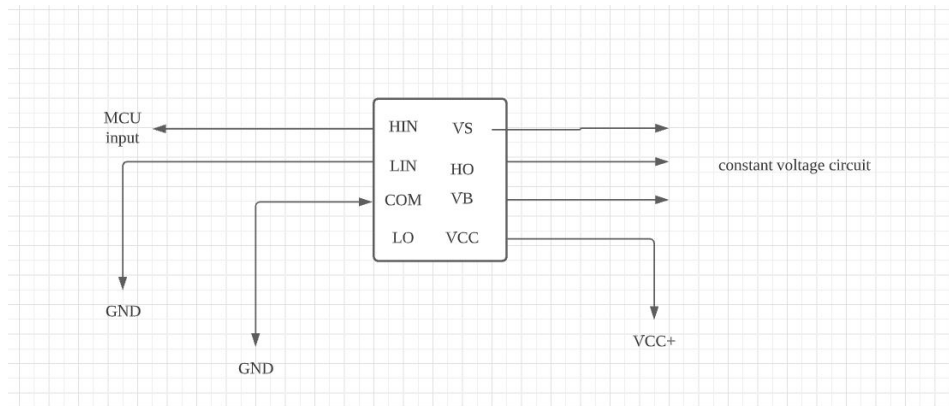 MCU
input
HIN VS
LIN HO
COM VB
LO VCC
constant voltage circuit
GND
GND
VCC+